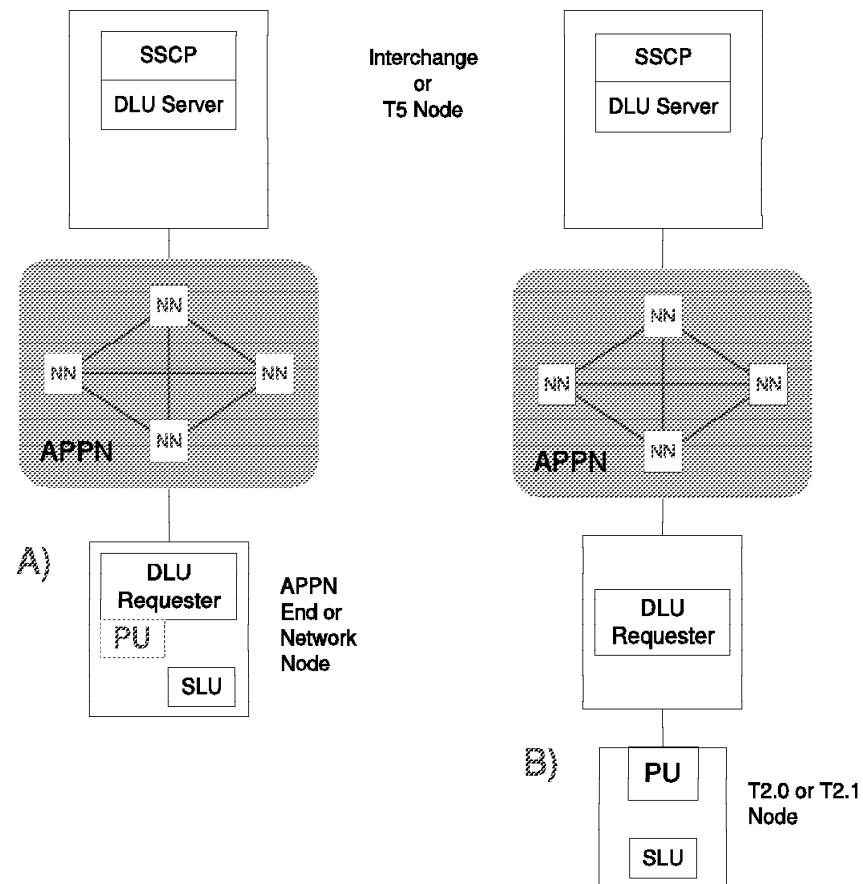 SSCP
DLU Server
Interchange
or
T5 Node
SSCP
DLU Server
NN
NN
NN
NN
APPN
NN
NN
NN
NN
APPN
A)
DLU
Requester
PU
SLU
APPN
End or
Network
Node
DLU
Requester
B)
PU
SLU
T2.0 or T2.1
Node